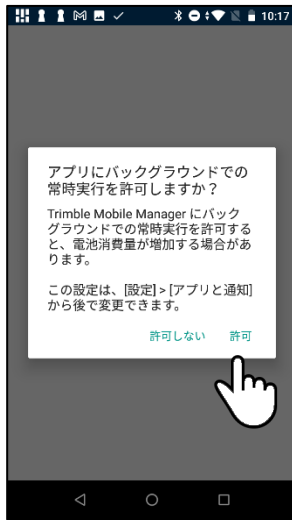 10:17
アプリにバックグラウンドでの
常時実行を許可しますか？
Trimble Mobile Manager にバック
グラウンドでの常時実行を許可する
と、電池消費量が増加する場合があ
ります。
この設定は、[設定] > [アプリと通知]
から後で変更できます。
許可しない 許可